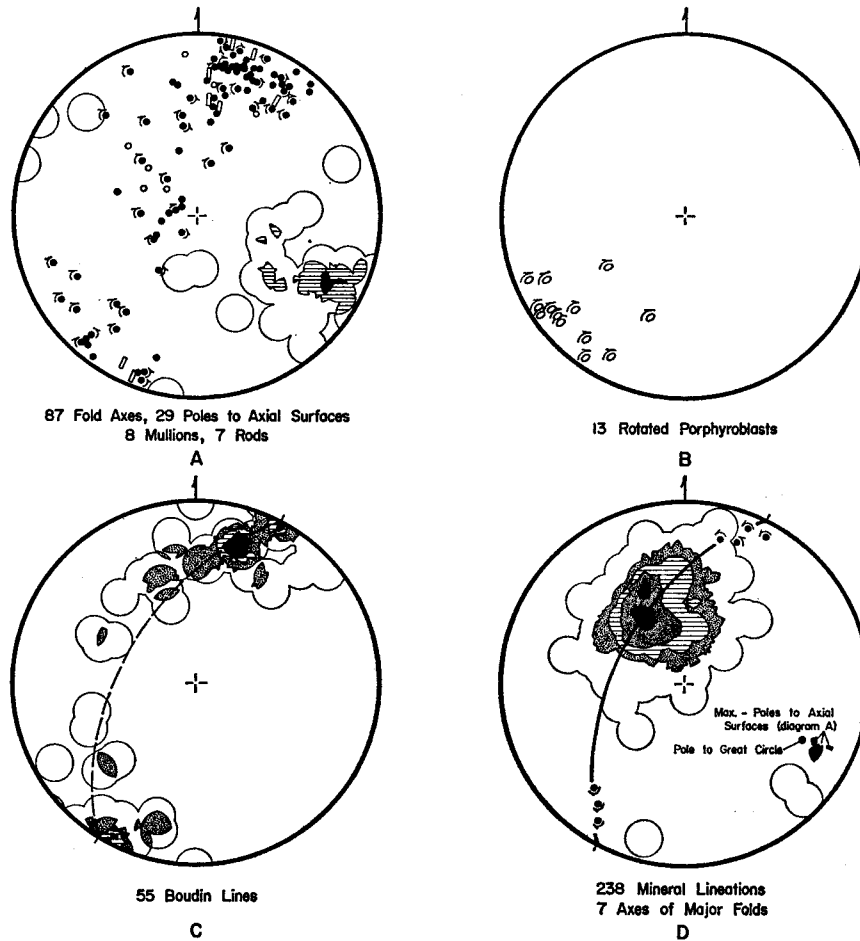 87 Fold Axes, 29 Poles to Axial Surfaces
8 Mullions, 7 Rods
A
13 Rotated Porphyroblasts
B
55 Boudin Lines
C
Max. - Poles to Axial
Surfaces (diagram A)
Pole to Great Circle
238 Mineral Lineations
7 Axes of Major Folds
D